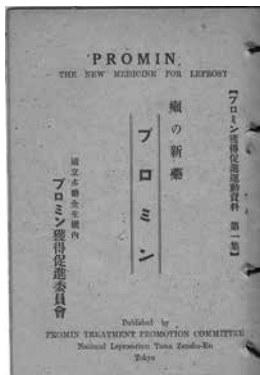 PROMIN
THE NEW MEDICINE FOR LEPROSY
【プロミン獲得促進運動資料 第一集】
癩の新藥
プロミン
國立多磨全生園内
プロミン獲得促進委員會
Published by
PROMIN TREATMENT PROMOTION COMMITTEE
National Leprosarium Tama Zensho-En
Tokyo